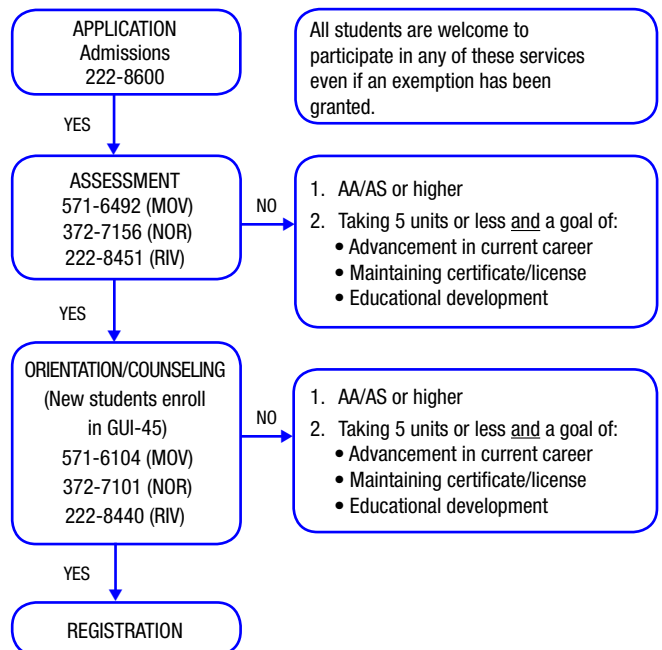 APPLICATION
Admissions
222-8600
All students are welcome to
participate in any of these services
even if an exemption has been
granted.
YES
ASSESSMENT
571-6492 (MOV)
372-7156 (NOR)
222-8451 (RIV)
NO
1. AA/AS or higher
2. Taking 5 units or less and a goal of:
• Advancement in current career
• Maintaining certificate/license
• Educational development
YES
ORIENTATION/COUNSELING
(New students enroll
in GUI-45)
571-6104 (MOV)
372-7101 (NOR)
222-8440 (RIV)
NO
1. AA/AS or higher
2. Taking 5 units or less and a goal of:
• Advancement in current career
• Maintaining certificate/license
• Educational development
YES
REGISTRATION